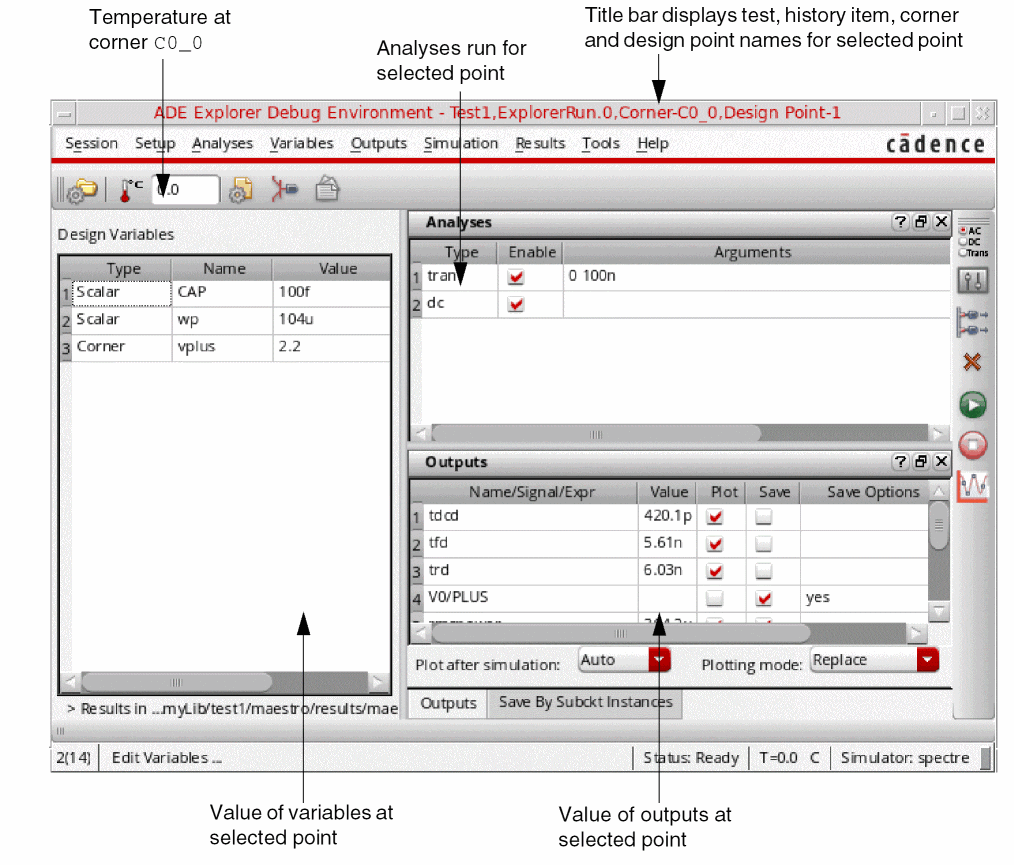 Temperature at
corner C0_0
Analyses run for
selected point
Title bar displays test, history item, corner
and design point names for selected point
ADE Explorer Debug Environment - Test1,ExplorerRun.0,Corner-C0_0,Design Point-1
Session Setup Analyses Variables Outputs Simulation Results Tools Help
cādence
°C 0.0
Design Variables
Type Name Value
1 Scalar CAP 100f
2 Scalar wp 104u
3 Corner vplus 2.2
> Results in ...myLib/test1/maestro/results/mae
Analyses
Type Enable Arguments
1 tran 0 100n
2 dc
Outputs
Name/Signal/Expr Value Plot Save Save Options
1 tdcd 420.1p
2 tfd 5.61n
3 trd 6.03n
4 V0/PLUS yes
Plot after simulation: Auto Plotting mode: Replace
Outputs Save By Subckt Instances
AC
DC
Trans
2(14) Edit Variables ... Status: Ready T=0.0 C Simulator: spectre
Value of variables at
selected point
Value of outputs at
selected point